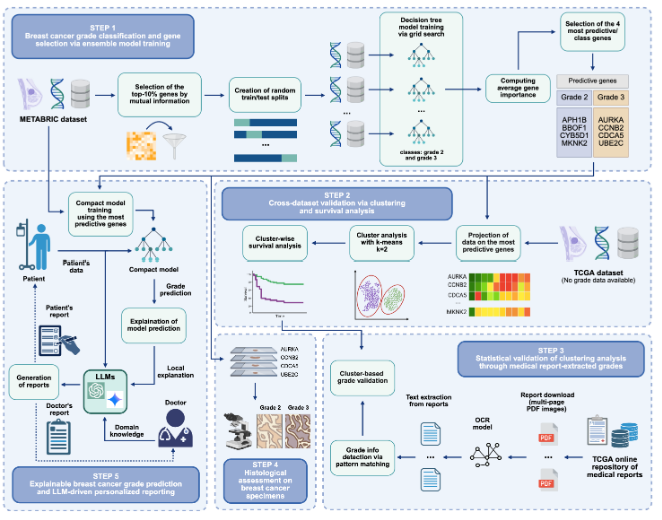 STEP 1
Breast cancer grade classification and gene
selection via ensemble model training
METABRIC dataset
Selection of the
top-10% genes by
mutual information
Creation of random
train/test splits
...
...
Decision tree
model training
via grid search
...
classes: grade 2
and grade 3
Computing
average gene
importance
Selection of the 4
most predictive/
class genes
Predictive genes
Grade 2
Grade 3
APH1B
BBOF1
CYB5D1
MKNK2
AURKA
CCNB2
CDCA5
UBE2C
STEP 2
Cross-dataset validation via clustering
and survival analysis
Cluster-wise
survival analysis
Cluster analysis
with k-means
k=2
Projection of
data on the most
predictive genes
TCGA dataset
(No grade data available)
AURKA
CCNB2
CDCA5
...
MKNK2
STEP 3
Statistical validation of clustering analysis
through medical report-extracted grades
Cluster-based
grade validation
Grade info
detection via
pattern matching
Text extraction
from reports
...
OCR
model
Report download
(multi-page
PDF images)
PDF
...
PDF
TCGA online
repository of
medical reports
AURKA
CCNB2
CDCA5
UBE2C
Grade 2
Grade 3
STEP 4
Histological
assessment on
breast cancer
specimens
Compact model
training
using the most
predictive genes
Patient
Patient's
data
Compact model
Grade
prediction
Explaination of
model prediction
Local
explanation
Patient's
report
Generation
of reports
LLMs
Doctor
Doctor's
report
Domain
knowledge
STEP 5
Explainable breast cancer grade prediction
and LLM-driven personalized reporting